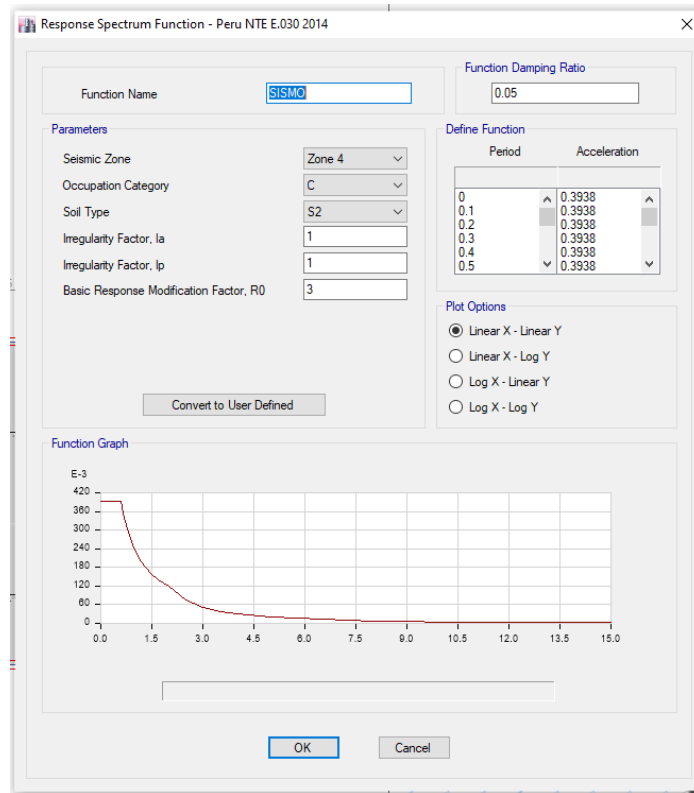 Response Spectrum Function - Peru NTE E.030 2014
Function Name
SISMO
Function Damping Ratio
0.05
Parameters
Seismic Zone
Zone 4
Occupation Category
C
Soil Type
S2
Irregularity Factor, Ia
1
Irregularity Factor, Ip
1
Basic Response Modification Factor, R0
3
Convert to User Defined
Define Function
Period Acceleration
0 0.3938
0.1 0.3938
0.2 0.3938
0.3 0.3938
0.4 0.3938
0.5 0.3938
Plot Options
Linear X - Linear Y
Linear X - Log Y
Log X - Linear Y
Log X - Log Y
Function Graph
E-3
420
360
300
240
180
120
60
0
0.0 1.5 3.0 4.5 6.0 7.5 9.0 10.5 12.0 13.5 15.0
OK Cancel